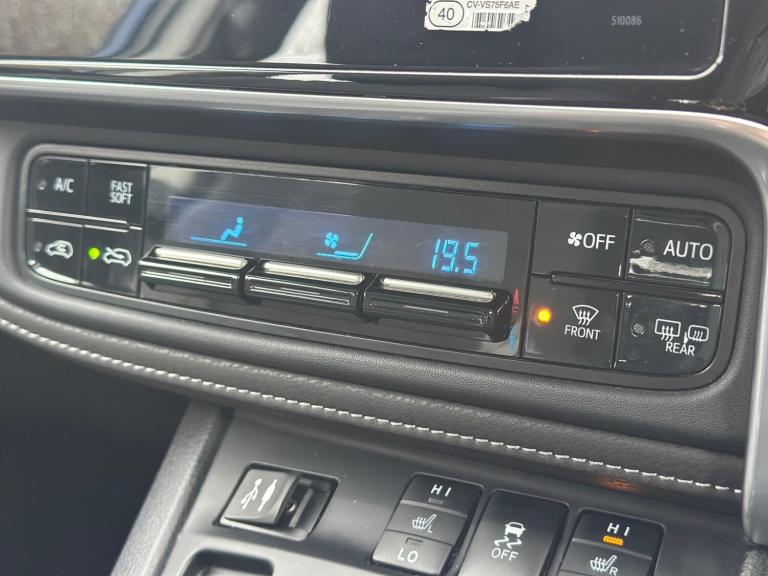 40
CV-VS75F6AE
510086
A/C
FAST
SOFT
19.5
OFF
AUTO
FRONT
REAR
HI
L
LO
OFF
HI
R